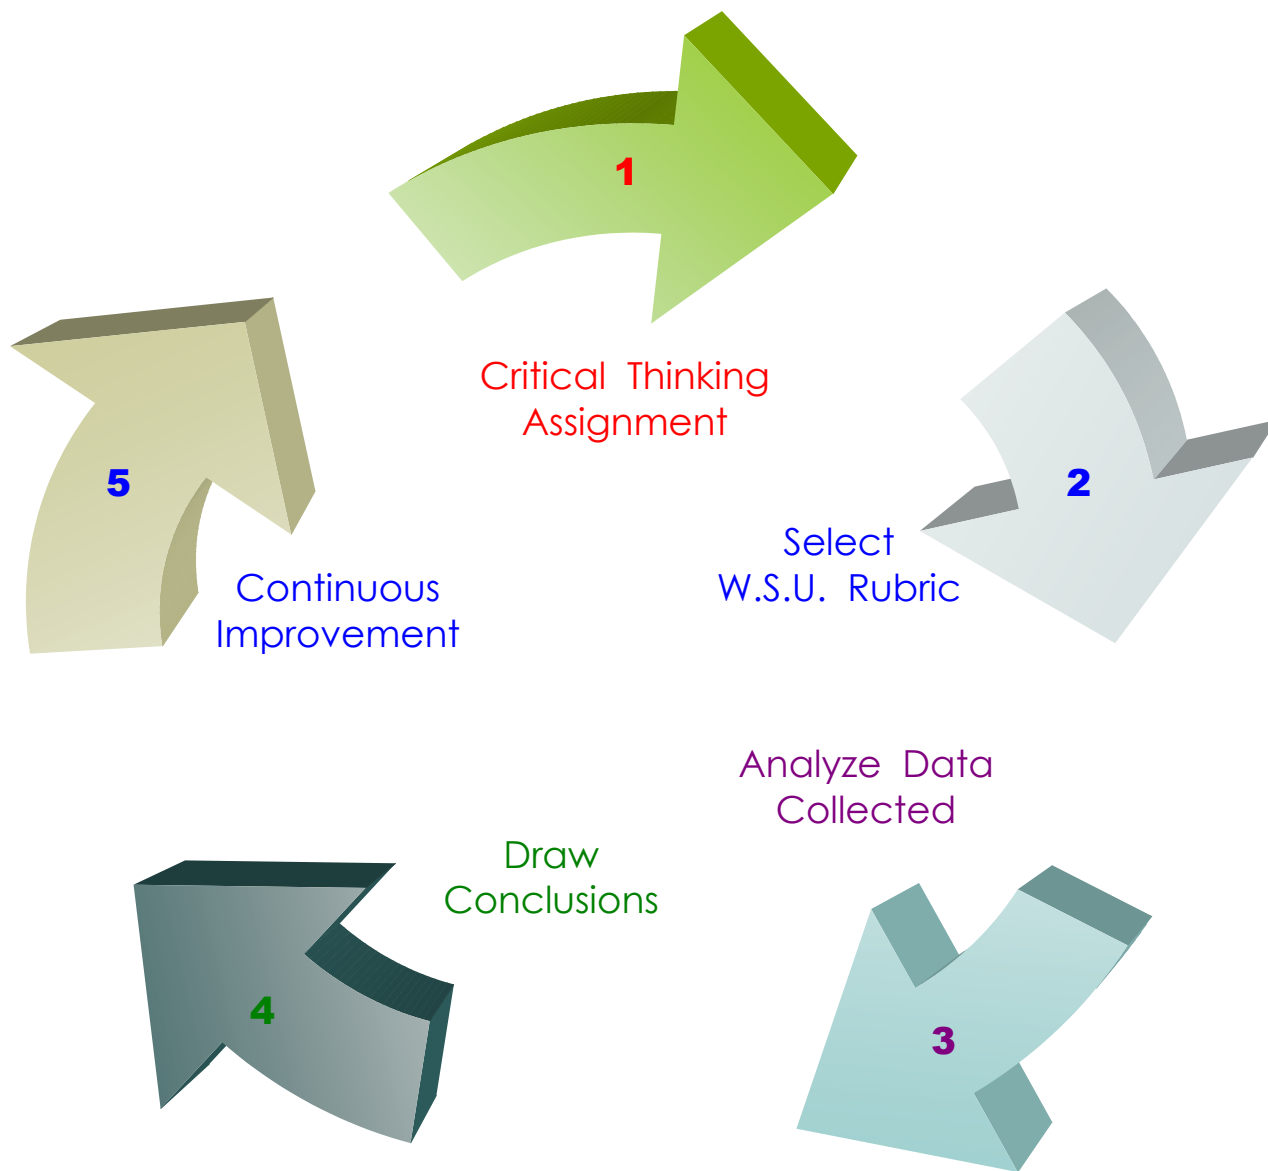 1
Critical Thinking
Assignment
2
Select
W.S.U. Rubric
3
Analyze Data
Collected
4
Draw
Conclusions
5
Continuous
Improvement